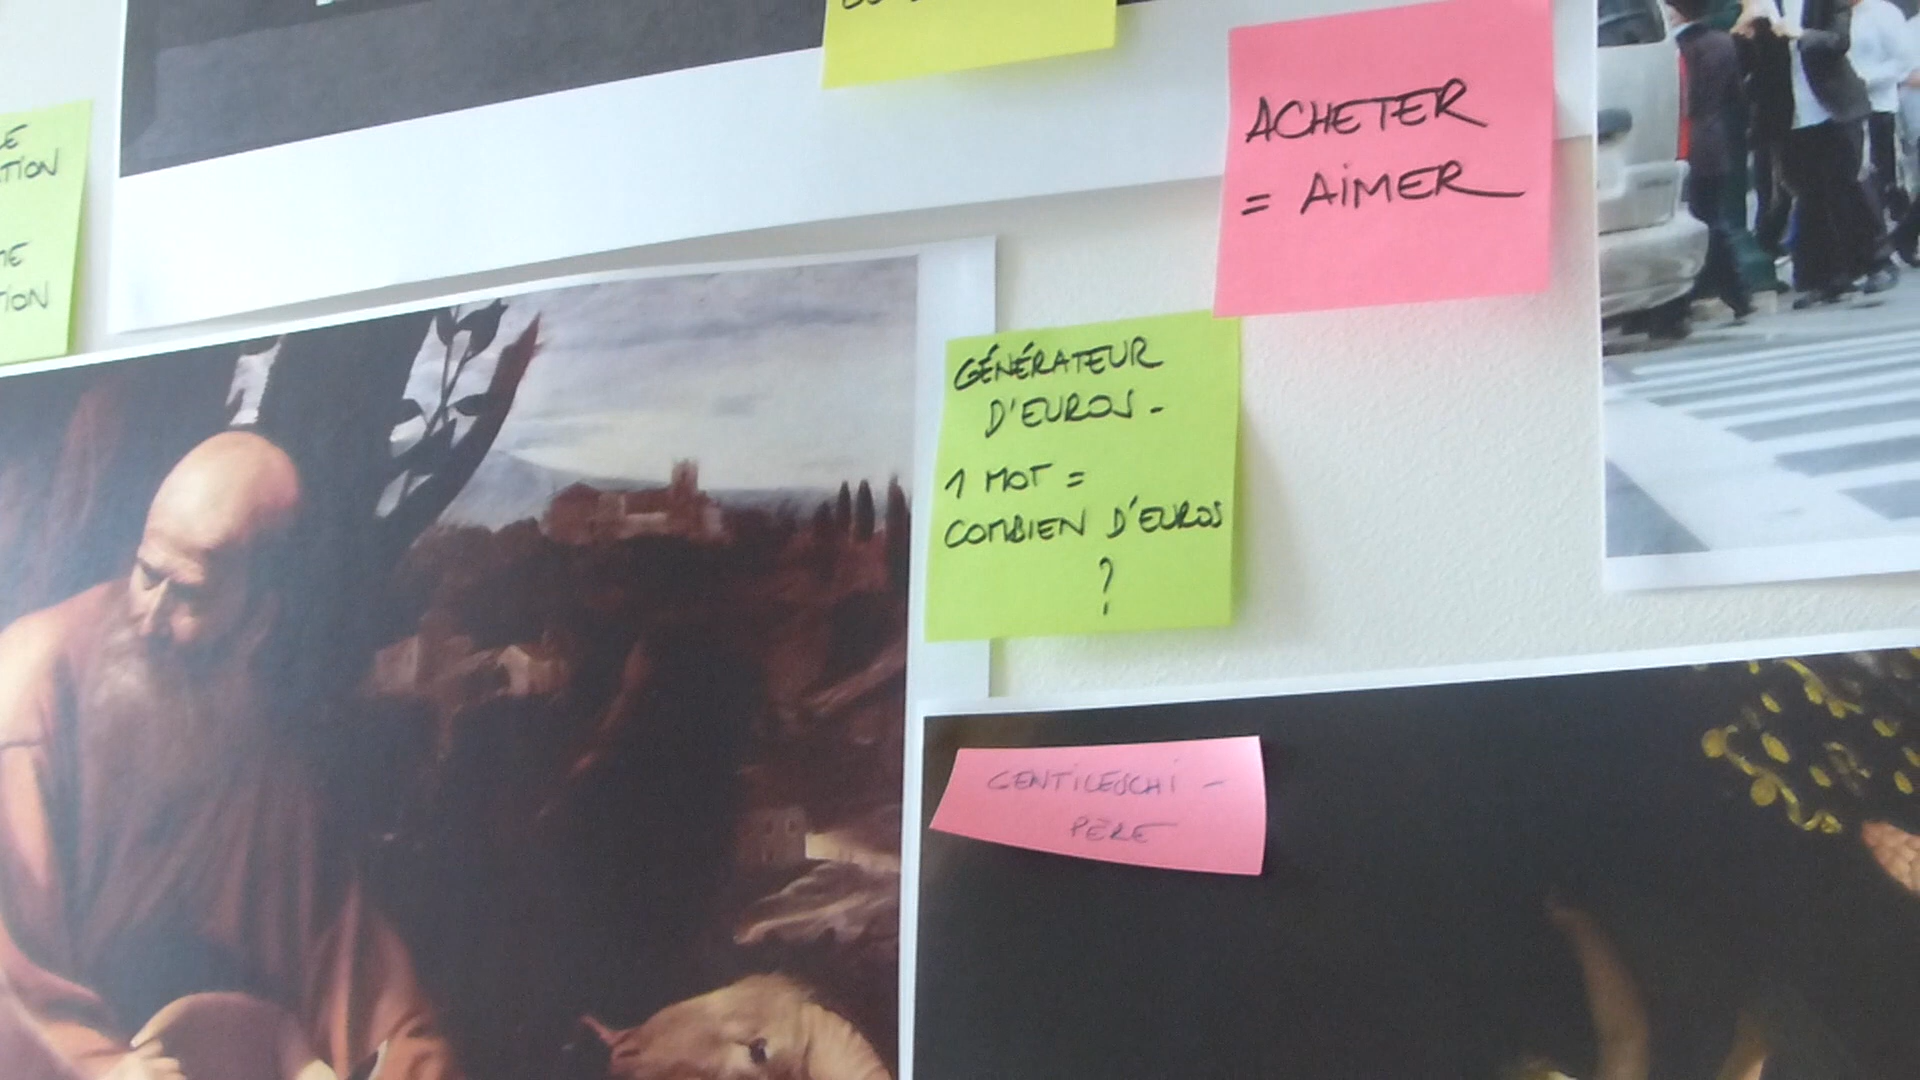 ACHETER
= AIMER
GÉNÉRATEUR
D'EUROS -
1 MOT =
COMBIEN D'EUROS
?
GENTILESCHI -
PÈRE